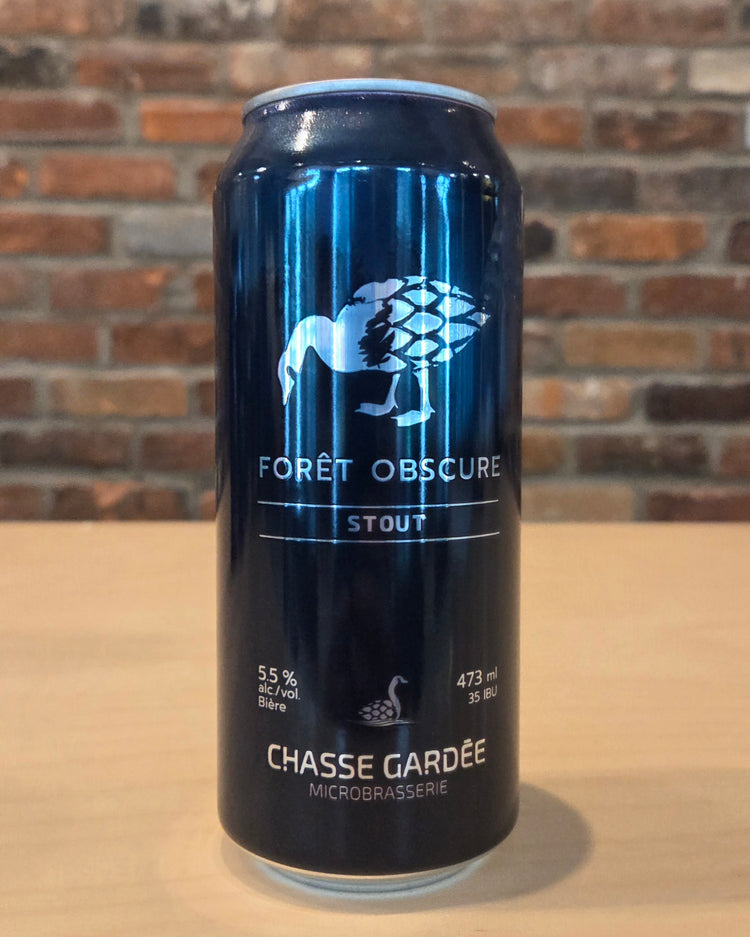 FORÊT OBSCURE
STOUT
5.5 %
alc./vol.
Bière
473 ml
35 IBU
CHASSE GARDÉE
MICROBRASSERIE